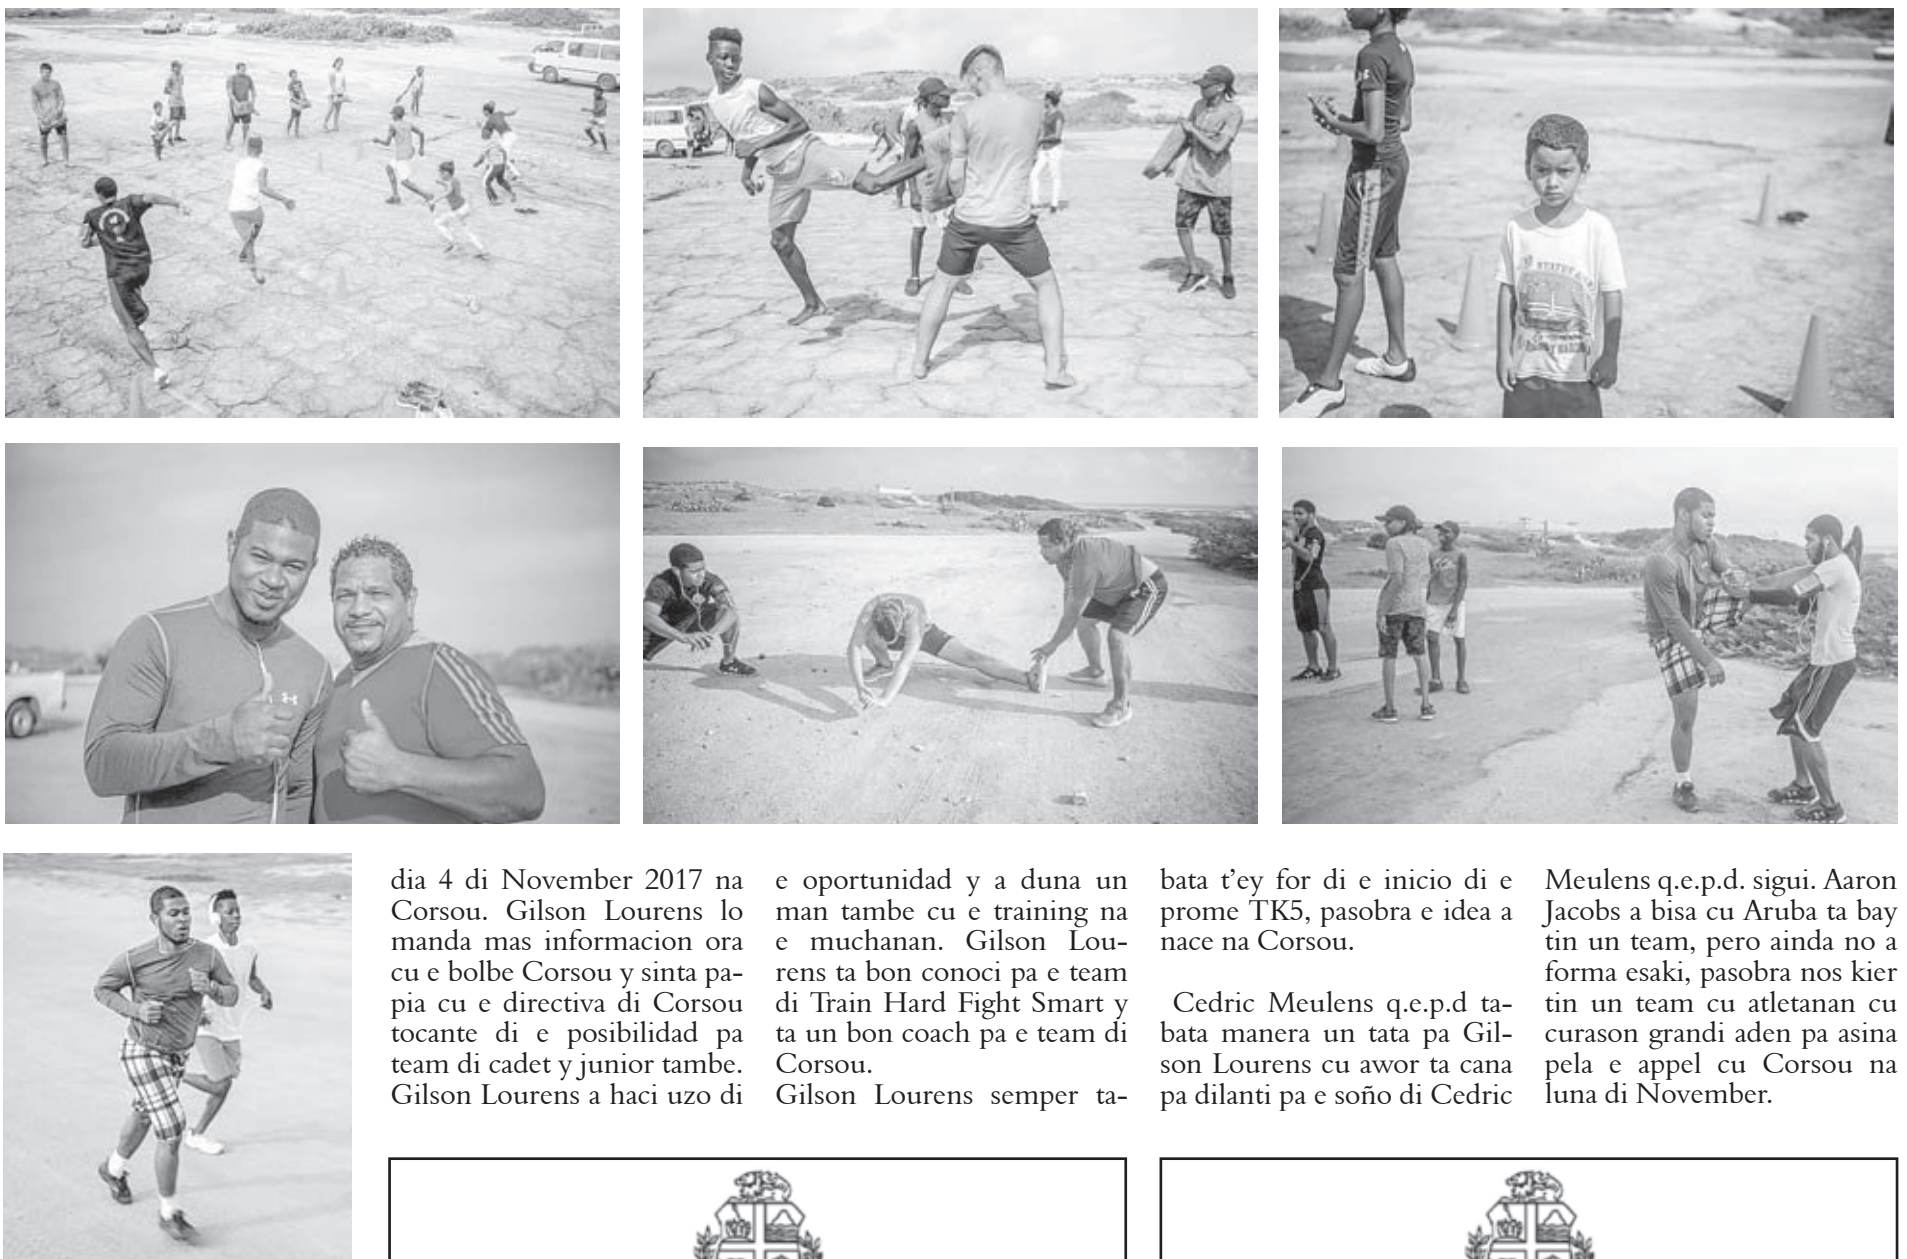 dia 4 di November 2017 na
Corsou. Gilson Lourens lo
manda mas informacion ora
cu e bolbe Corsou y sinta pa-
pia cu e directiva di Corsou
tocante di e posibilidad pa
team di cadet y junior tambe.
Gilson Lourens a haci uzo di
e oportunidad y a duna un
man tambe cu e training na
e muchanan. Gilson Lou-
rens ta bon conoci pa e team
di Train Hard Fight Smart y
ta un bon coach pa e team di
Corsou.
Gilson Lourens semper ta-
bata t’ey for di e inicio di e
prome TK5, pasobra e idea a
nace na Corsou.
Cedric Meulens q.e.p.d ta-
bata manera un tata pa Gil-
son Lourens cu awor ta cana
pa dilanti pa e soño di Cedric
Meulens q.e.p.d. sigui. Aaron
Jacobs a bisa cu Aruba ta bay
tin un team, pero ainda no a
forma esaki, pasobra nos kier
tin un team cu atletanan cu
curason grandi aden pa asina
pela e appel cu Corsou na
luna di November.